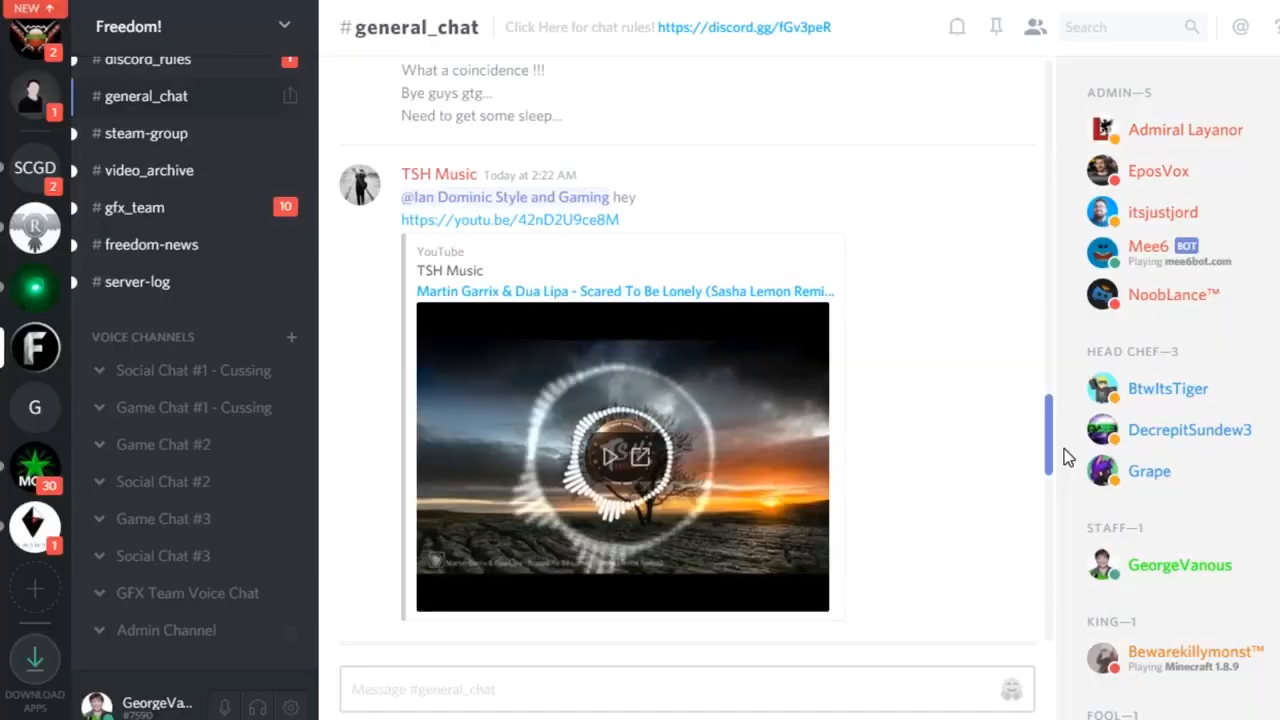 NEW
2
1
SCGD
2
R
F
G
MC
30
1
DOWNLOAD
APPS
Freedom!
# discord_rules
1
# general_chat
# steam-group
# video_archive
# gfx_team
10
# freedom-news
# server-log
VOICE CHANNELS
Social Chat #1 - Cussing
Game Chat #1 - Cussing
Game Chat #2
Social Chat #2
Game Chat #3
Social Chat #3
GFX Team Voice Chat
Admin Channel
GeorgeVa...
#7590
# general_chat
Click Here for chat rules! https://discord.gg/fGv3peR
Search
@
What a coincidence !!!
Bye guys gtg...
Need to get some sleep...
TSH Music Today at 2:22 AM
@Ian Dominic Style and Gaming hey
https://youtu.be/42nD2U9ce8M
YouTube
TSH Music
Martin Garrix & Dua Lipa - Scared To Be Lonely (Sasha Lemon Remi...
Message #general_chat
ADMIN—5
Admiral Layanor
EposVox
itsjustjord
Mee6 BOT
Playing mee6bot.com
NoobLance™
HEAD CHEF—3
BtwItsTiger
DecrepitSundew3
Grape
STAFF—1
GeorgeVanous
KING—1
Bewarekillymonst™
Playing Minecraft 1.8.9
FOOL—1